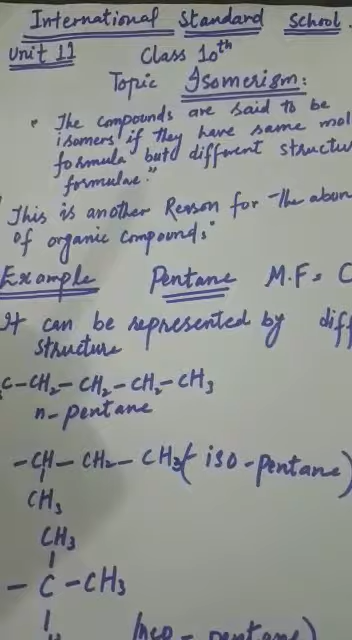 International Standard School.
Unit 11 Class 10th
Topic Isomerism:
" The compounds are said to be
isomers if they have same mol
formula but different structu
formulae."
"This is another Reason for the abun
of organic compounds"
Example Pentane M.F = C
It can be represented by diff
structure
C-CH2-CH2-CH2-CH3
n-pentane
-CH-CH2-CH3 (iso-pentane)
CH3
CH3
-C-CH3
(neo-pentane)